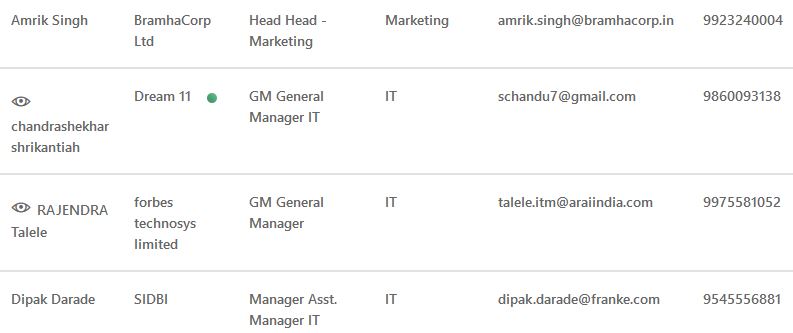 Amrik Singh BramhaCorp Ltd Head Head - Marketing Marketing amrik.singh@bramhacorp.in 9923240004
chandrashekhar shrikantiah Dream 11 GM General Manager IT IT schandu7@gmail.com 9860093138
RAJENDRA Talele forbes technosys limited GM General Manager IT talele.itm@araiindia.com 9975581052
Dipak Darade SIDBI Manager Asst. Manager IT IT dipak.darade@franke.com 9545556881